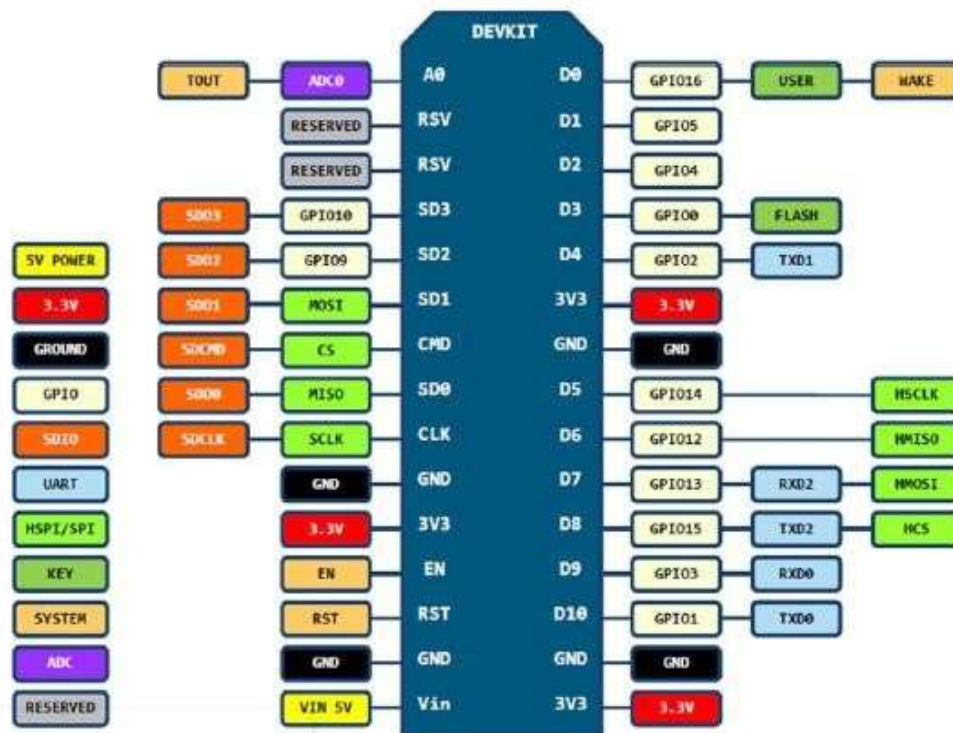 DEVKIT
TOUT ADC0 A0 D0 GPIO16 USER WAKE
RESERVED RSV D1 GPIO5
RESERVED RSV D2 GPIO4
SDD3 GPIO10 SD3 D3 GPIO0 FLASH
5V POWER SDD2 GPIO9 SD2 D4 GPIO2 TXD1
3.3V SDD1 MOSI SD1 3V3 3.3V
GROUND SDCMD CS CMD GND GND
GPIO SDD0 MISO SD0 D5 GPIO14 HSCLK
SDIO SDCLK SCLK CLK D6 GPIO12 HMISO
UART GND GND D7 GPIO13 RXD2 HMOSI
HSPI/SPI 3.3V 3V3 D8 GPIO15 TXD2 HCS
KEY EN EN D9 GPIO3 RXD0
SYSTEM RST RST D10 GPIO1 TXD0
ADC GND GND GND GND
RESERVED VIN 5V Vin 3V3 3.3V